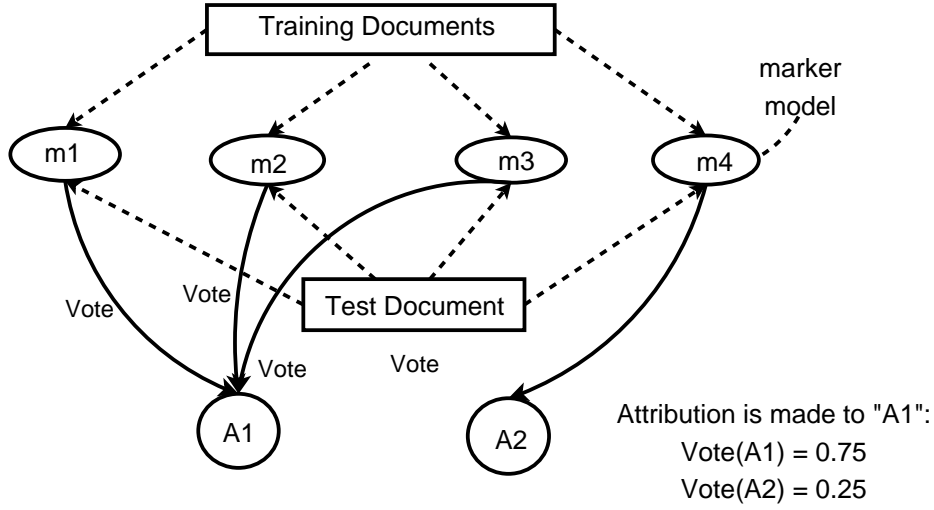 Training Documents
marker
model
m1
m2
m3
m4
Vote
Vote
Test Document
Vote
Vote
A1
A2
Attribution is made to "A1":
Vote(A1) = 0.75
Vote(A2) = 0.25